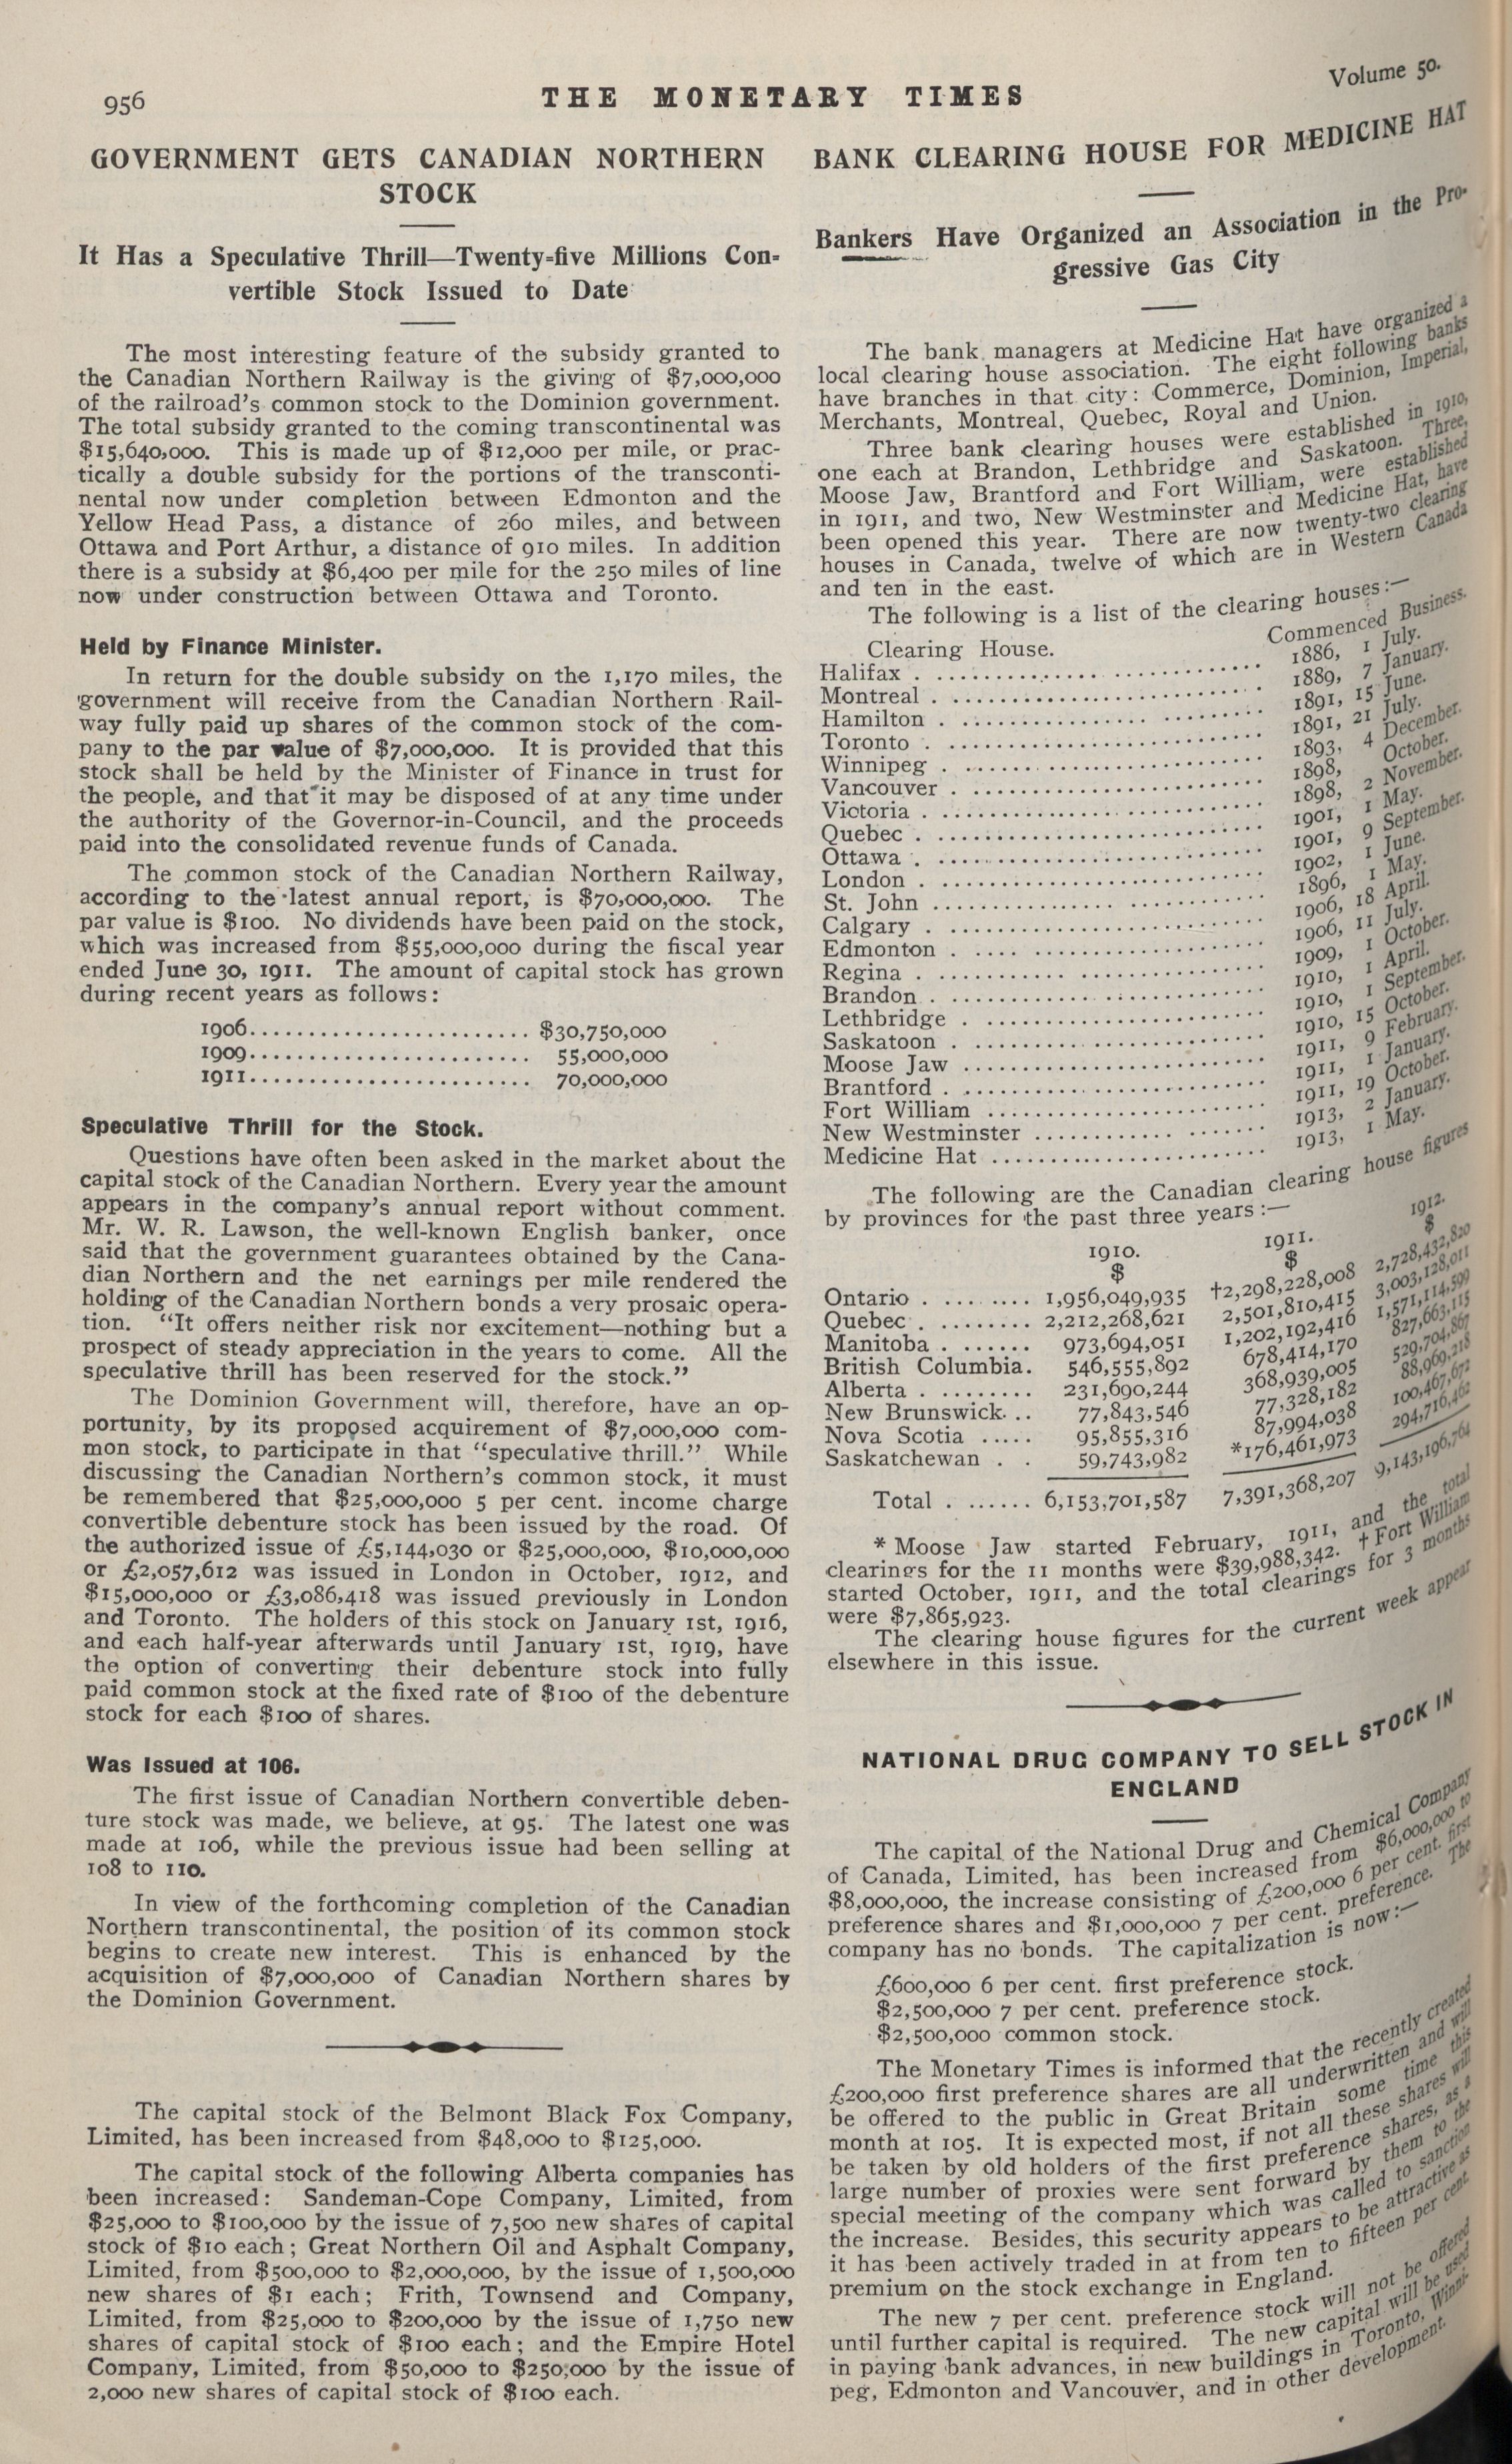 956
THE MONETARY TIMES
Volume 50.
GOVERNMENT GETS CANADIAN NORTHERN
STOCK
It Has a Speculative Thrill—Twenty-five Millions Con-
vertible Stock Issued to Date
The most interesting feature of the subsidy granted to
the Canadian Northern Railway is the giving of $7,000,000
of the railroad's common stock to the Dominion government.
The total subsidy granted to the coming transcontinental was
$15,640,000. This is made up of $12,000 per mile, or prac-
tically a double subsidy for the portions of the transconti-
nental now under completion between Edmonton and the
Yellow Head Pass, a distance of 260 miles, and between
Ottawa and Port Arthur, a distance of 910 miles. In addition
there is a subsidy at $6,400 per mile for the 250 miles of line
now under construction between Ottawa and Toronto.
Held by Finance Minister.
In return for the double subsidy on the 1,170 miles, the
government will receive from the Canadian Northern Rail-
way fully paid up shares of the common stock of the com-
pany to the par value of $7,000,000. It is provided that this
stock shall be held by the Minister of Finance in trust for
the people, and that it may be disposed of at any time under
the authority of the Governor-in-Council, and the proceeds
paid into the consolidated revenue funds of Canada.
The common stock of the Canadian Northern Railway,
according to the latest annual report, is $70,000,000. The
par value is $100. No dividends have been paid on the stock,
which was increased from $55,000,000 during the fiscal year
ended June 30, 1911. The amount of capital stock has grown
during recent years as follows:
1906............................ $30,750,000
1909............................ 55,000,000
1911............................ 70,000,000
Speculative Thrill for the Stock.
Questions have often been asked in the market about the
capital stock of the Canadian Northern. Every year the amount
appears in the company's annual report without comment.
Mr. W. R. Lawson, the well-known English banker, once
said that the government guarantees obtained by the Cana-
dian Northern and the net earnings per mile rendered the
holding of the Canadian Northern bonds a very prosaic opera-
tion. "It offers neither risk nor excitement—nothing but a
prospect of steady appreciation in the years to come. All the
speculative thrill has been reserved for the stock."
The Dominion Government will, therefore, have an op-
portunity, by its proposed acquirement of $7,000,000 com-
mon stock, to participate in that "speculative thrill." While
discussing the Canadian Northern's common stock, it must
be remembered that $25,000,000 5 per cent. income charge
convertible debenture stock has been issued by the road. Of
the authorized issue of £5,144,030 or $25,000,000, $10,000,000
or £2,057,612 was issued in London in October, 1912, and
$15,000,000 or £3,086,418 was issued previously in London
and Toronto. The holders of this stock on January 1st, 1916,
and each half-year afterwards until January 1st, 1919, have
the option of converting their debenture stock into fully
paid common stock at the fixed rate of $100 of the debenture
stock for each $100 of shares.
Was Issued at 106.
The first issue of Canadian Northern convertible deben-
ture stock was made, we believe, at 95. The latest one was
made at 106, while the previous issue had been selling at
108 to 110.
In view of the forthcoming completion of the Canadian
Northern transcontinental, the position of its common stock
begins to create new interest. This is enhanced by the
acquisition of $7,000,000 of Canadian Northern shares by
the Dominion Government.
The capital stock of the Belmont Black Fox Company,
Limited, has been increased from $48,000 to $125,000.
The capital stock of the following Alberta companies has
been increased: Sandeman-Cope Company, Limited, from
$25,000 to $100,000 by the issue of 7,500 new shares of capital
stock of $10 each; Great Northern Oil and Asphalt Company,
Limited, from $500,000 to $2,000,000, by the issue of 1,500,000
new shares of $1 each; Frith, Townsend and Company,
Limited, from $25,000 to $200,000 by the issue of 1,750 new
shares of capital stock of $100 each; and the Empire Hotel
Company, Limited, from $50,000 to $250,000 by the issue of
2,000 new shares of capital stock of $100 each.
BANK CLEARING HOUSE FOR MEDICINE HAT
Bankers Have Organized an Association in the Pro-
gressive Gas City
The bank managers at Medicine Hat have organized a
local clearing house association. The eight following banks
have branches in that city: Commerce, Dominion, Imperial,
Merchants, Montreal, Quebec, Royal and Union.
Three bank clearing houses were established in 1910,
one each at Brandon, Lethbridge and Saskatoon. Three,
Moose Jaw, Brantford and Fort William, were established
in 1911, and two, New Westminster and Medicine Hat, have
been opened this year. There are now twenty-two clearing
houses in Canada, twelve of which are in Western Canada
and ten in the east.
The following is a list of the clearing houses:—
Clearing House. Commenced Business.
Halifax . ............................ 1886, 1 July.
Montreal . ............................ 1889, 7 January.
Hamilton . ............................ 1891, 15 June.
Toronto . ............................ 1891, 21 July.
Winnipeg . ............................ 1893, 4 December.
Vancouver . ............................ 1898, October.
Victoria . ............................ 1898, 2 November.
Quebec . ............................ 1901, 1 May.
Ottawa . ............................ 1901, 9 September.
London . ............................ 1902, 1 June.
St. John ............................ 1896, 1 May.
Calgary . ............................ 1906, 18 April.
Edmonton . ............................ 1906, 11 July.
Regina . ............................ 1909, 1 October.
Brandon . ............................ 1910, 1 April.
Lethbridge . ............................ 1910, 1 September.
Saskatoon . ............................ 1910, 15 October.
Moose Jaw ............................ 1911, 9 February.
Brantford . ............................ 1911, 1 January.
Fort William ............................ 1911, 19 October.
New Westminster ............................ 1913, 2 January.
Medicine Hat ............................ 1913, 1 May.
The following are the Canadian clearing house figures
by provinces for the past three years:—
1910. 1911. 1912.
$ $ $
Ontario . ........ 1,956,049,935 †2,298,228,008 2,728,432,820
Quebec . ........ 2,212,268,621 2,501,810,415 3,003,128,011
Manitoba . ...... 973,694,051 1,202,192,416 1,571,114,599
British Columbia. 546,555,892 678,414,170 827,663,115
Alberta . ........ 231,690,244 368,939,005 529,704,867
New Brunswick. .. 77,843,546 77,328,182 88,969,218
Nova Scotia ..... 95,855,316 87,994,038 100,467,672
Saskatchewan . . 59,743,982 *176,461,973 294,716,462
Total . ...... 6,153,701,587 7,391,368,207 9,143,196,764
* Moose Jaw started February, 1911, and the total
clearings for the 11 months were $39,988,342. † Fort William
started October, 1911, and the total clearings for 3 months
were $7,865,923.
The clearing house figures for the current week appear
elsewhere in this issue.
NATIONAL DRUG COMPANY TO SELL STOCK IN
ENGLAND
The capital of the National Drug and Chemical Company
of Canada, Limited, has been increased from $6,000,000 to
$8,000,000, the increase consisting of £200,000 6 per cent. first
preference shares and $1,000,000 7 per cent. preference. The
company has no bonds. The capitalization is now:—
£600,000 6 per cent. first preference stock.
$2,500,000 7 per cent. preference stock.
$2,500,000 common stock.
The Monetary Times is informed that the recently created
£200,000 first preference shares are all underwritten and will
be offered to the public in Great Britain some time this
month at 105. It is expected most, if not all these shares will
be taken by old holders of the first preference shares, as a
large number of proxies were sent forward by them to the
special meeting of the company which was called to sanction
the increase. Besides, this security appears to be attractive as
it has been actively traded in at from ten to fifteen per cent.
premium on the stock exchange in England.
The new 7 per cent. preference stock will not be offered
until further capital is required. The new capital will be used
in paying bank advances, in new buildings in Toronto, Winni-
peg, Edmonton and Vancouver, and in other development.